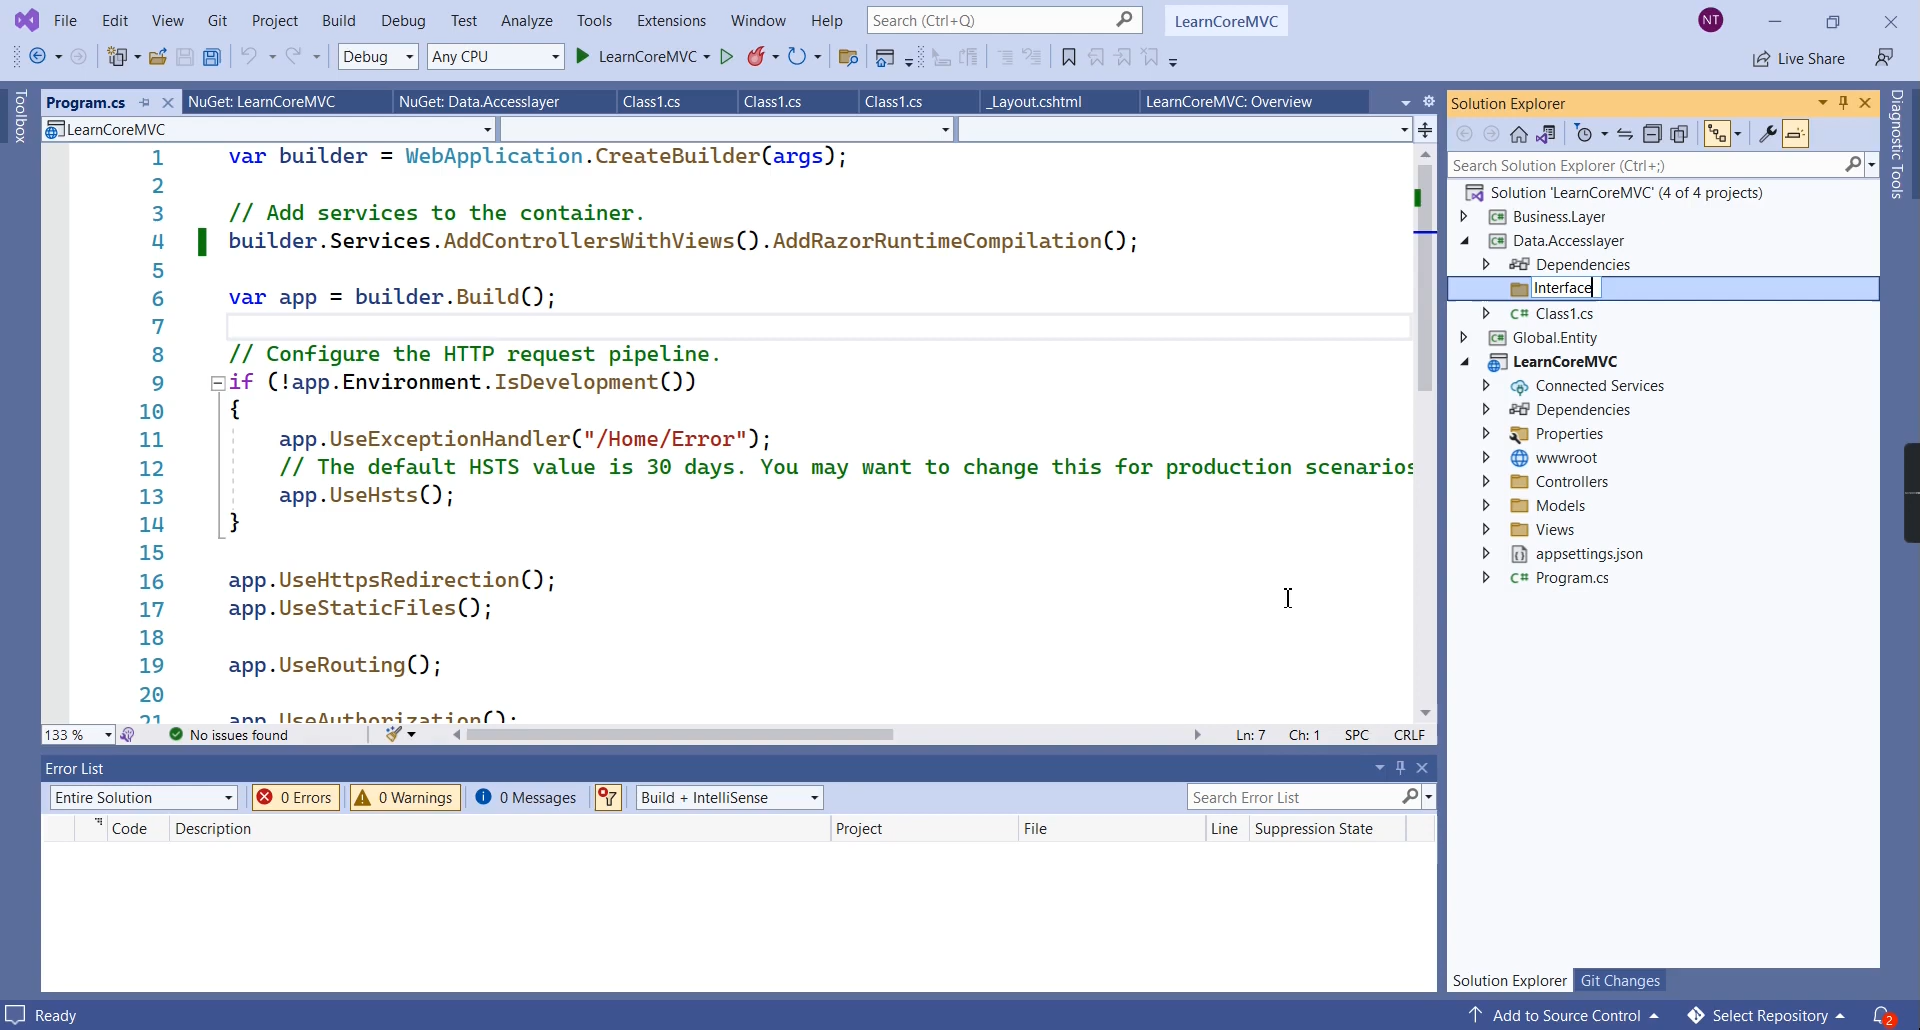 File Edit View Git Project Build Debug Test Analyze Tools Extensions Window Help Search (Ctrl+Q) LearnCoreMVC NT
Debug Any CPU LearnCoreMVC Live Share
Toolbox
Program.cs NuGet: LearnCoreMVC NuGet: Data.Accesslayer Class1.cs Class1.cs Class1.cs _Layout.cshtml LearnCoreMVC: Overview
LearnCoreMVC
1 var builder = WebApplication.CreateBuilder(args);
2
3 // Add services to the container.
4 builder.Services.AddControllersWithViews().AddRazorRuntimeCompilation();
5
6 var app = builder.Build();
7
8 // Configure the HTTP request pipeline.
9 if (!app.Environment.IsDevelopment())
10 {
11 app.UseExceptionHandler("/Home/Error");
12 // The default HSTS value is 30 days. You may want to change this for production scenarios
13 app.UseHsts();
14 }
15
16 app.UseHttpsRedirection();
17 app.UseStaticFiles();
18
19 app.UseRouting();
20
21 app.UseAuthorization();
133 % No issues found Ln: 7 Ch: 1 SPC CRLF
Error List
Entire Solution 0 Errors 0 Warnings 0 Messages Build + IntelliSense Search Error List
Code Description Project File Line Suppression State
Solution Explorer
Search Solution Explorer (Ctrl+;)
Solution 'LearnCoreMVC' (4 of 4 projects)
Business.Layer
Data.Accesslayer
Dependencies
Interface
C# Class1.cs
Global.Entity
LearnCoreMVC
Connected Services
Dependencies
Properties
wwwroot
Controllers
Models
Views
appsettings.json
C# Program.cs
Solution Explorer Git Changes
Diagnostic Tools
Ready Add to Source Control Select Repository 2